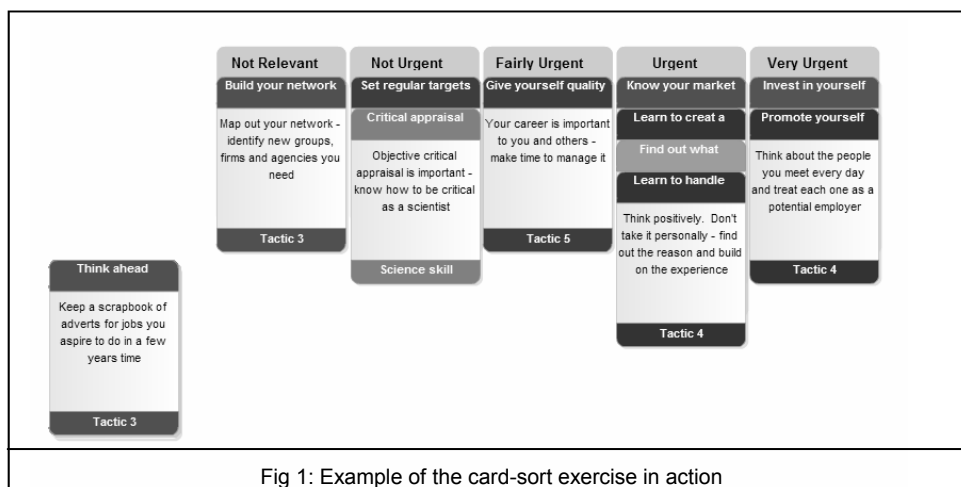 Not Relevant
Build your network
Map out your network -
identify new groups,
firms and agencies you
need
Tactic 3
Not Urgent
Set regular targets
Critical appraisal
Objective critical
appraisal is important -
know how to be critical
as a scientist
Science skill
Fairly Urgent
Give yourself quality
Your career is important
to you and others -
make time to manage it
Tactic 5
Urgent
Know your market
Learn to creat a
Find out what
Learn to handle
Think positively. Don't
take it personally - find
out the reason and build
on the experience
Tactic 4
Very Urgent
Invest in yourself
Promote yourself
Think about the people
you meet every day
and treat each one as a
potential employer
Tactic 4
Think ahead
Keep a scrapbook of
adverts for jobs you
aspire to do in a few
years time
Tactic 3
Fig 1: Example of the card-sort exercise in action